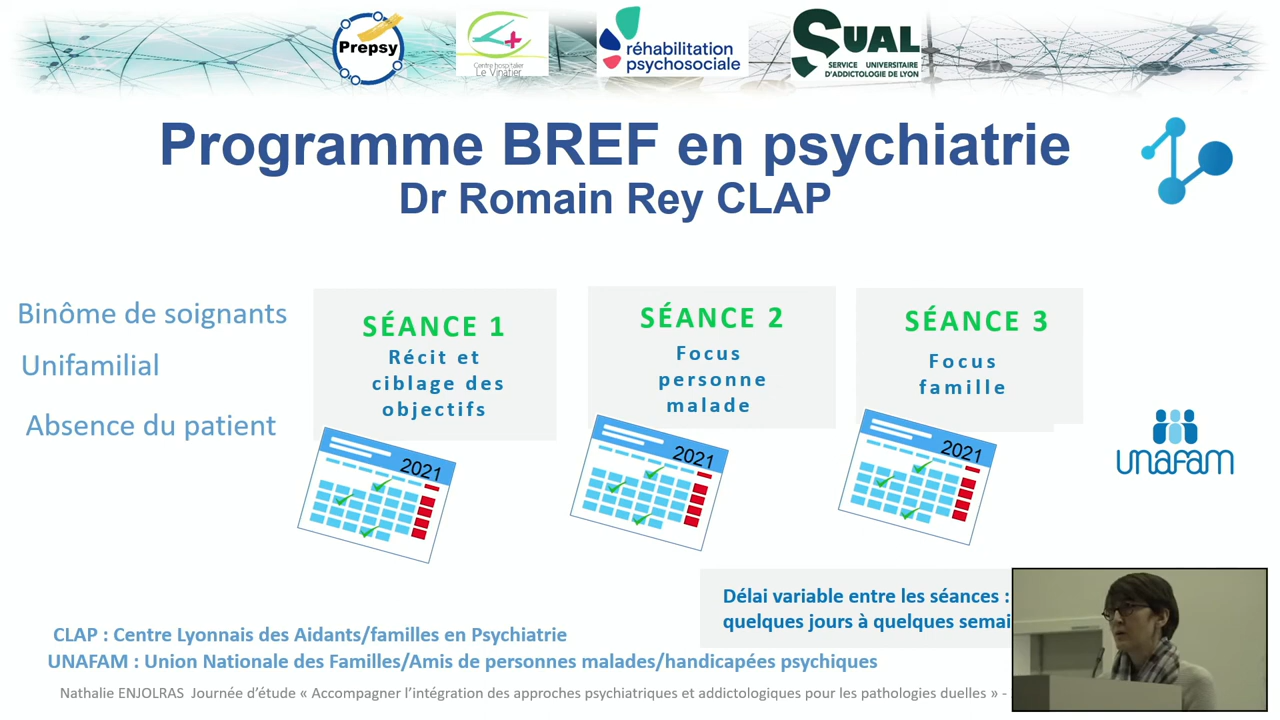 Prepsy
Centre hospitalier
Le Vinatier
réhabilitation
psychosociale
SUAL
SERVICE UNIVERSITAIRE
D'ADDICTOLOGIE DE LYON
Programme BREF en psychiatrie
Dr Romain Rey CLAP
Binôme de soignants
Unifamilial
Absence du patient
SÉANCE 1
Récit et
ciblage des
objectifs
2021
SÉANCE 2
Focus
personne
malade
2021
SÉANCE 3
Focus
famille
2021
unafam
Délai variable entre les séances :
quelques jours à quelques semai
CLAP : Centre Lyonnais des Aidants/familles en Psychiatrie
UNAFAM : Union Nationale des Familles/Amis de personnes malades/handicapées psychiques
Nathalie ENJOLRAS Journée d'étude « Accompagner l'intégration des approches psychiatriques et addictologiques pour les pathologies duelles » -